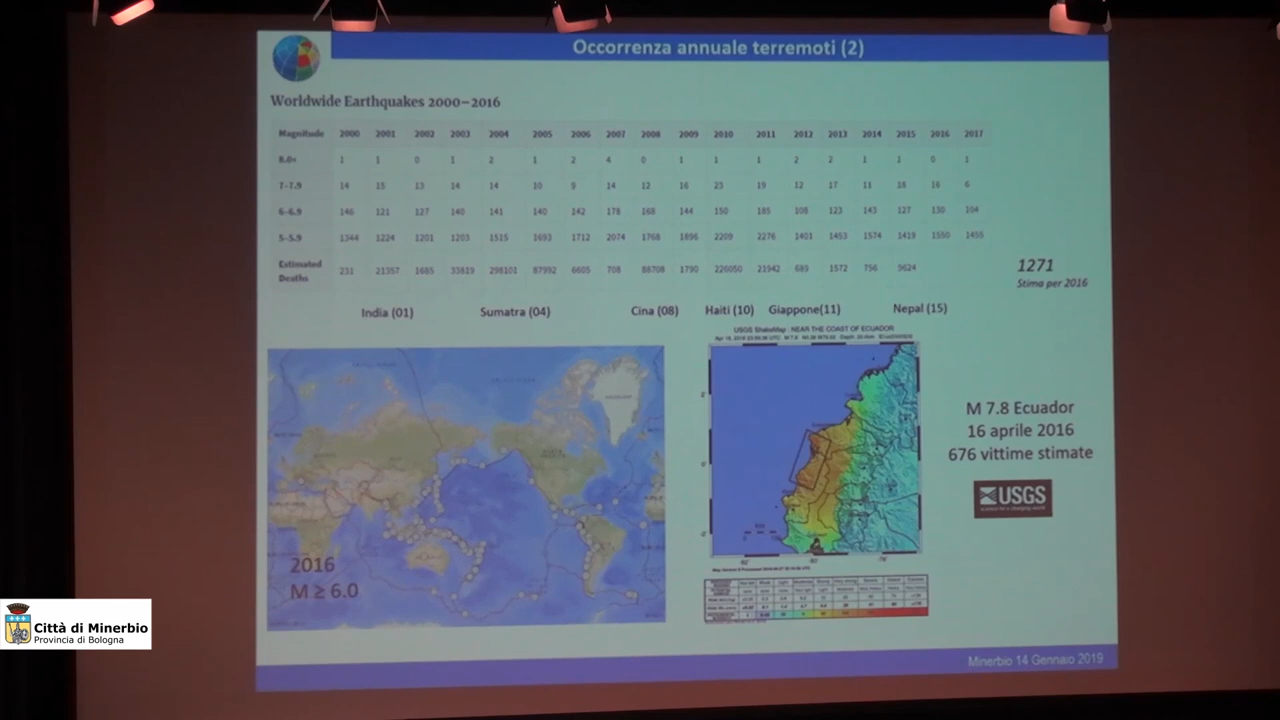 Occorrenza annuale terremoti (2)
Worldwide Earthquakes 2000–2016
Magnitude 2000 2001 2002 2003 2004 2005 2006 2007 2008 2009 2010 2011 2012 2013 2014 2015 2016 2017
8.0+ 1 1 0 1 2 1 2 4 0 1 1 1 2 2 1 1 0 1
7-7.9 14 15 13 14 14 10 9 14 12 16 23 19 12 17 11 18 16 6
6-6.9 146 121 127 140 141 140 142 178 168 144 150 185 108 123 143 127 130 104
5-5.9 1344 1224 1201 1203 1515 1693 1712 2074 1768 1896 2209 2276 1401 1453 1574 1419 1550 1455
Estimated
Deaths 231 21357 1685 33819 298101 87992 6605 708 88708 1790 226050 21942 689 1572 756 9624
1271
Stima per 2016
India (01) Sumatra (04) Cina (08) Haiti (10) Giappone(11) Nepal (15)
USGS ShakeMap : NEAR THE COAST OF ECUADOR
M 7.8 Ecuador
16 aprile 2016
676 vittime stimate
USGS
2016
M ≥ 6.0
Città di Minerbio
Provincia di Bologna
Minerbio 14 Gennaio 2019